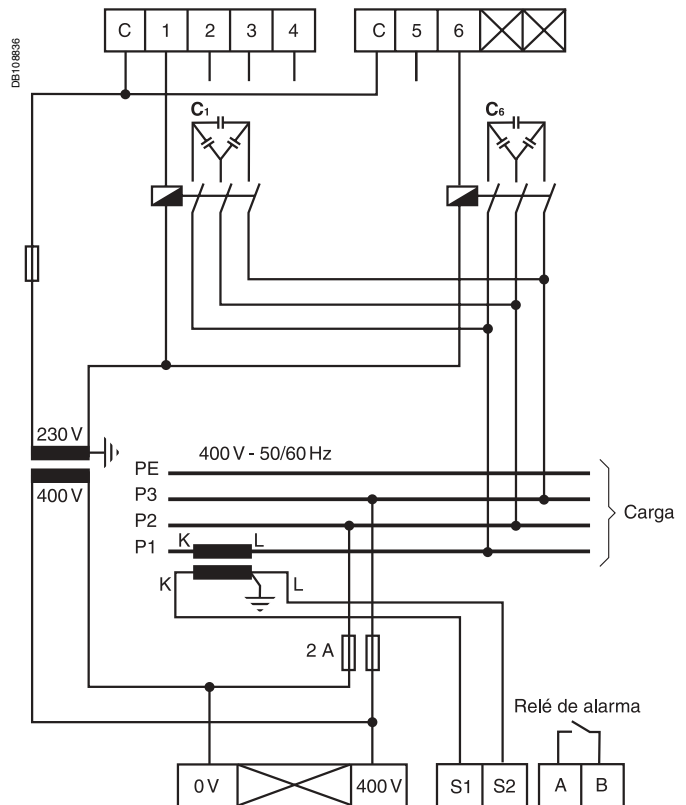 DB108836
C 1 2 3 4
C 5 6
C1
C6
230 V
400 V
400 V - 50/60 Hz
PE
P3
P2
P1
K L
K L
Carga
2 A
Relé de alarma
0 V
400 V
S1 S2
A B